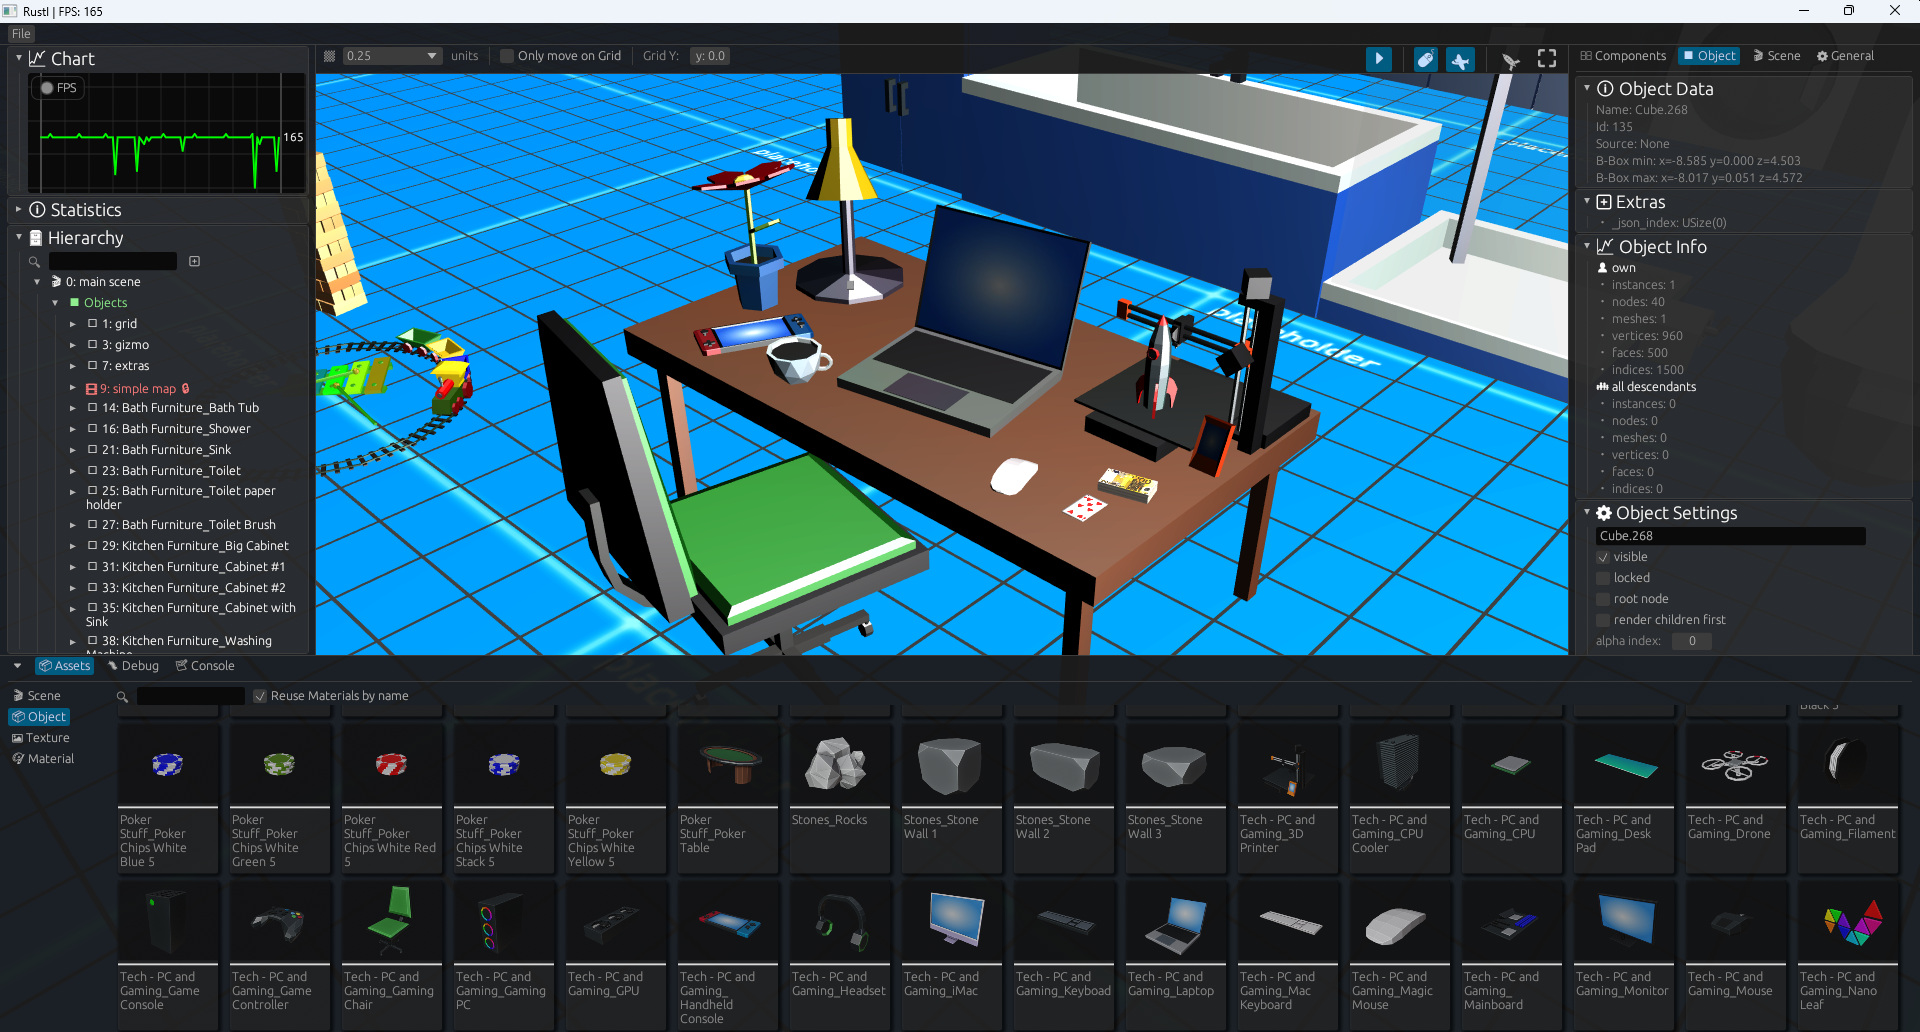 Rustl | FPS: 165
File
Chart
FPS
165
Statistics
Hierarchy
0: main scene
Objects
1: grid
3: gizmo
7: extras
9: simple map
14: Bath Furniture_Bath Tub
16: Bath Furniture_Shower
21: Bath Furniture_Sink
23: Bath Furniture_Toilet
25: Bath Furniture_Toilet paper
holder
27: Bath Furniture_Toilet Brush
29: Kitchen Furniture_Big Cabinet
31: Kitchen Furniture_Cabinet #1
33: Kitchen Furniture_Cabinet #2
35: Kitchen Furniture_Cabinet with
Sink
38: Kitchen Furniture_Washing
Machine
0.25 units Only move on Grid Grid Y: y: 0.0
placeholder
Components Object Scene General
Object Data
Name: Cube.268
Id: 135
Source: None
B-Box min: x=-8.585 y=0.000 z=4.503
B-Box max: x=-8.017 y=0.051 z=4.572
Extras
_json_index: USize(0)
Object Info
own
instances: 1
nodes: 40
meshes: 1
vertices: 960
faces: 500
indices: 1500
all descendants
instances: 0
nodes: 0
meshes: 0
vertices: 0
faces: 0
indices: 0
Object Settings
Cube.268
visible
locked
root node
render children first
alpha index: 0
Assets Debug Console
Scene
Object
Texture
Material
Reuse Materials by name
Black 5
Poker
Stuff_Poker
Chips White
Blue 5
Poker
Stuff_Poker
Chips White
Green 5
Poker
Stuff_Poker
Chips White Red
5
Poker
Stuff_Poker
Chips White
Stack 5
Poker
Stuff_Poker
Chips White
Yellow 5
Poker
Stuff_Poker
Table
Stones_Rocks
Stones_Stone
Wall 1
Stones_Stone
Wall 2
Stones_Stone
Wall 3
Tech - PC and
Gaming_3D
Printer
Tech - PC and
Gaming_CPU
Cooler
Tech - PC and
Gaming_CPU
Tech - PC and
Gaming_Desk
Pad
Tech - PC and
Gaming_Drone
Tech - PC and
Gaming_Filament
Tech - PC and
Gaming_Game
Console
Tech - PC and
Gaming_Game
Controller
Tech - PC and
Gaming_Gaming
Chair
Tech - PC and
Gaming_Gaming
PC
Tech - PC and
Gaming_GPU
Tech - PC and
Gaming_
Handheld
Console
Tech - PC and
Gaming_Headset
Tech - PC and
Gaming_iMac
Tech - PC and
Gaming_Keyboad
Tech - PC and
Gaming_Laptop
Tech - PC and
Gaming_Mac
Keyboard
Tech - PC and
Gaming_Magic
Mouse
Tech - PC and
Gaming_
Mainboard
Tech - PC and
Gaming_Monitor
Tech - PC and
Gaming_Mouse
Tech - PC and
Gaming_Nano
Leaf